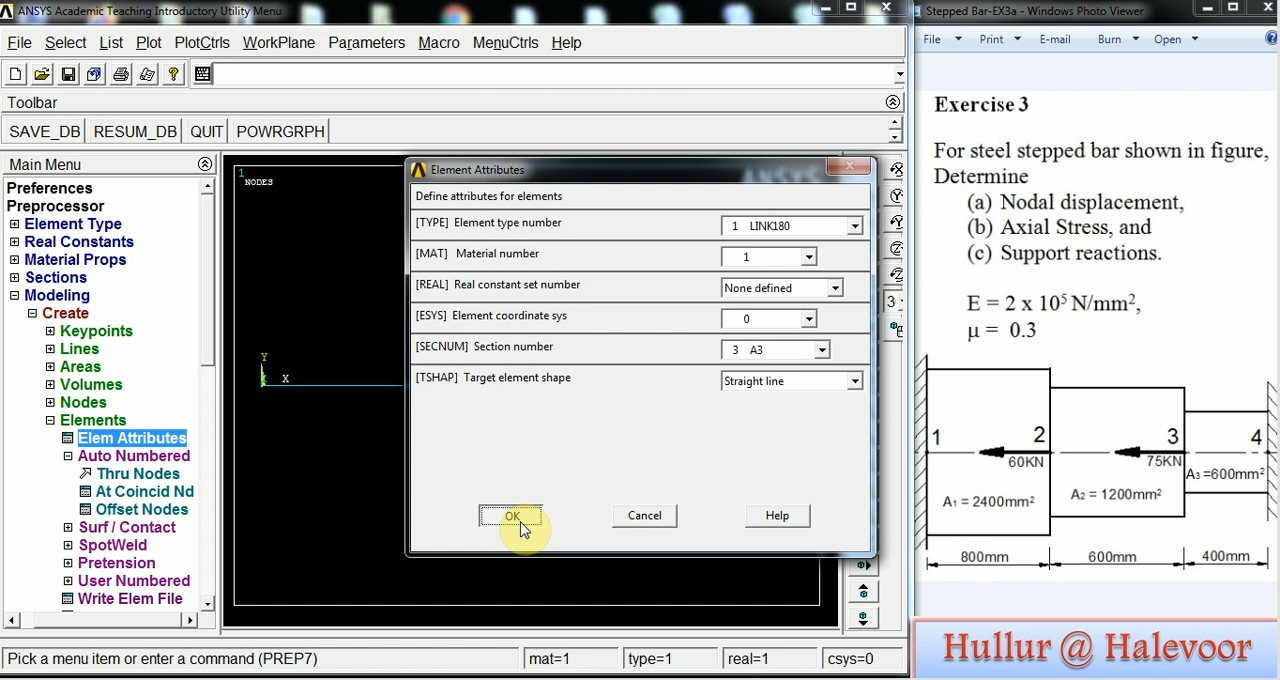 ANSYS Academic Teaching Introductory Utility Menu
File Select List Plot PlotCtrls WorkPlane Parameters Macro MenuCtrls Help
Toolbar
SAVE_DB RESUM_DB QUIT POWRGRPH
Main Menu
Preferences
Preprocessor
Element Type
Real Constants
Material Props
Sections
Modeling
Create
Keypoints
Lines
Areas
Volumes
Nodes
Elements
Elem Attributes
Auto Numbered
Thru Nodes
At Coincid Nd
Offset Nodes
Surf / Contact
SpotWeld
Pretension
User Numbered
Write Elem File
1
NODES
Y
X
3
Element Attributes
Define attributes for elements
[TYPE] Element type number 1 LINK180
[MAT] Material number 1
[REAL] Real constant set number None defined
[ESYS] Element coordinate sys 0
[SECNUM] Section number 3 A3
[TSHAP] Target element shape Straight line
OK Cancel Help
Pick a menu item or enter a command (PREP7) mat=1 type=1 real=1 csys=0
Stepped Bar-EX3a - Windows Photo Viewer
File Print E-mail Burn Open
Exercise 3
For steel stepped bar shown in figure,
Determine
(a) Nodal displacement,
(b) Axial Stress, and
(c) Support reactions.
E = 2 x 10⁵ N/mm²,
μ = 0.3
1 2 3 4
60KN 75KN
A₁ = 2400mm² A₂ = 1200mm² A₃=600mm²
800mm 600mm 400mm
Hullur @ Halevoor